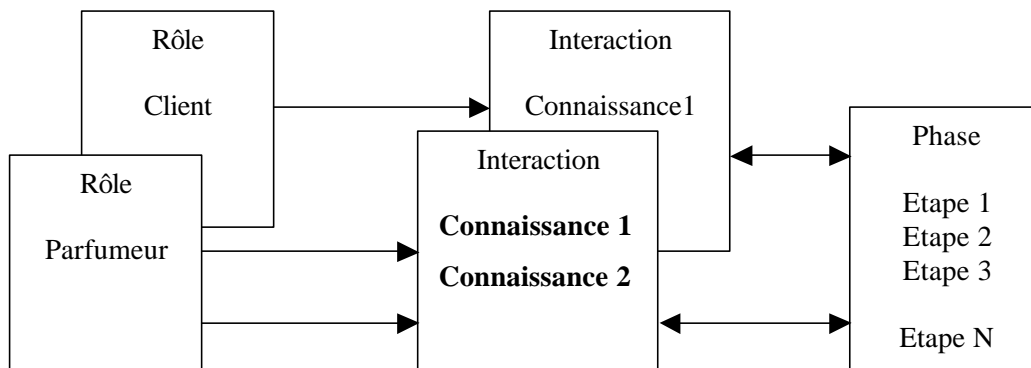 Rôle
Client
Rôle
Parfumeur
Interaction
Connaissance1
Interaction
Connaissance 1
Connaissance 2
Phase
Etape 1
Etape 2
Etape 3
Etape N